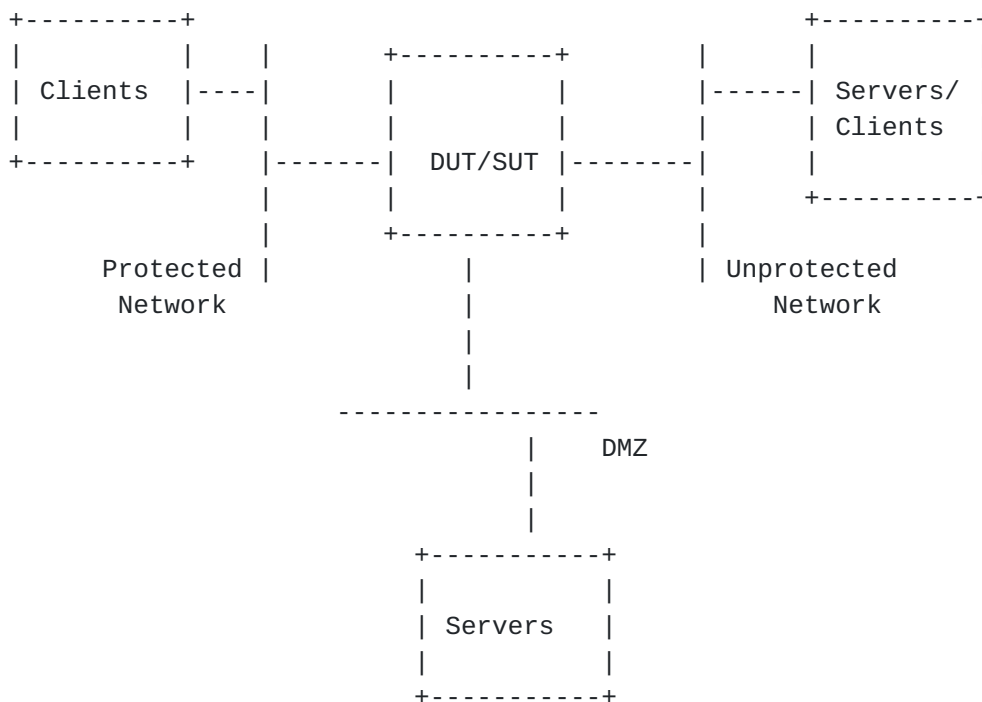 Clients
Servers/
Clients
DUT/SUT
Protected
Network
Unprotected
Network
DMZ
Servers